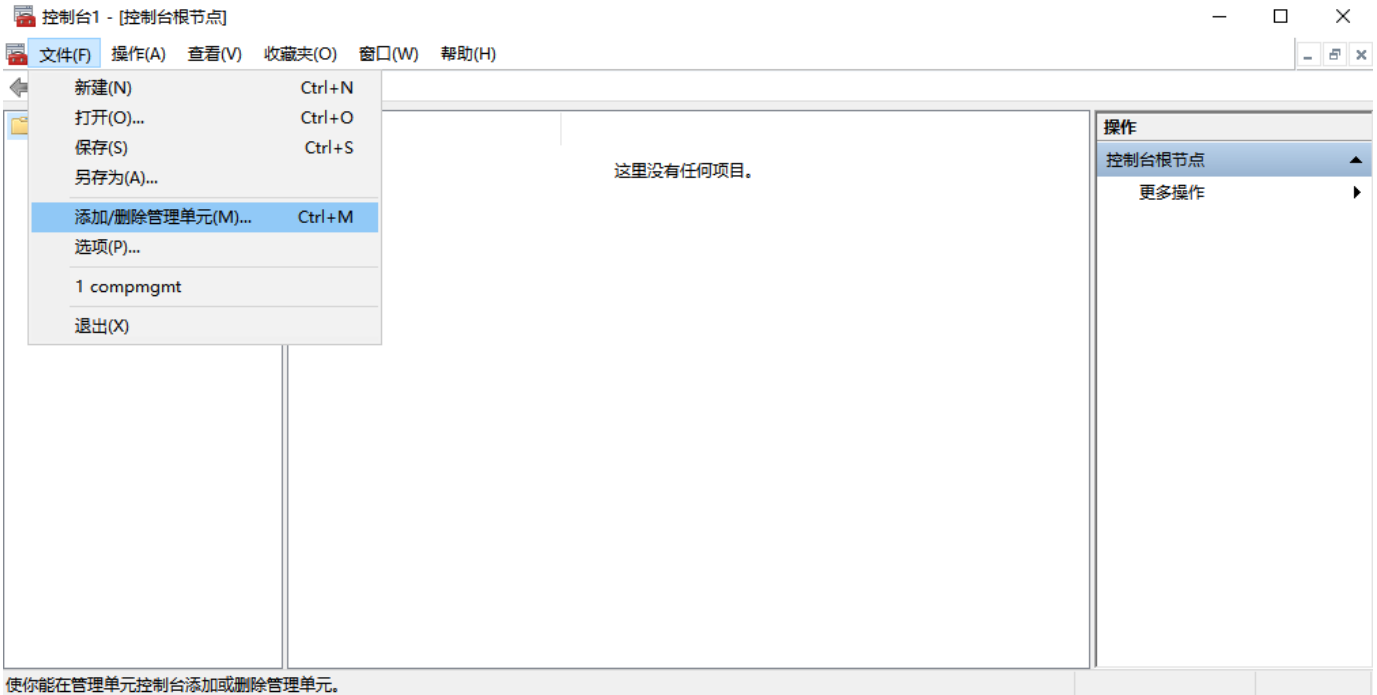 控制台1 - [控制台根节点]
文件(F) 操作(A) 查看(V) 收藏夹(O) 窗口(W) 帮助(H)
新建(N) Ctrl+N
打开(O)... Ctrl+O
保存(S) Ctrl+S
另存为(A)...
添加/删除管理单元(M)... Ctrl+M
选项(P)...
1 compmgmt
退出(X)
这里没有任何项目。
操作
控制台根节点
更多操作
使你能在管理单元控制台添加或删除管理单元。